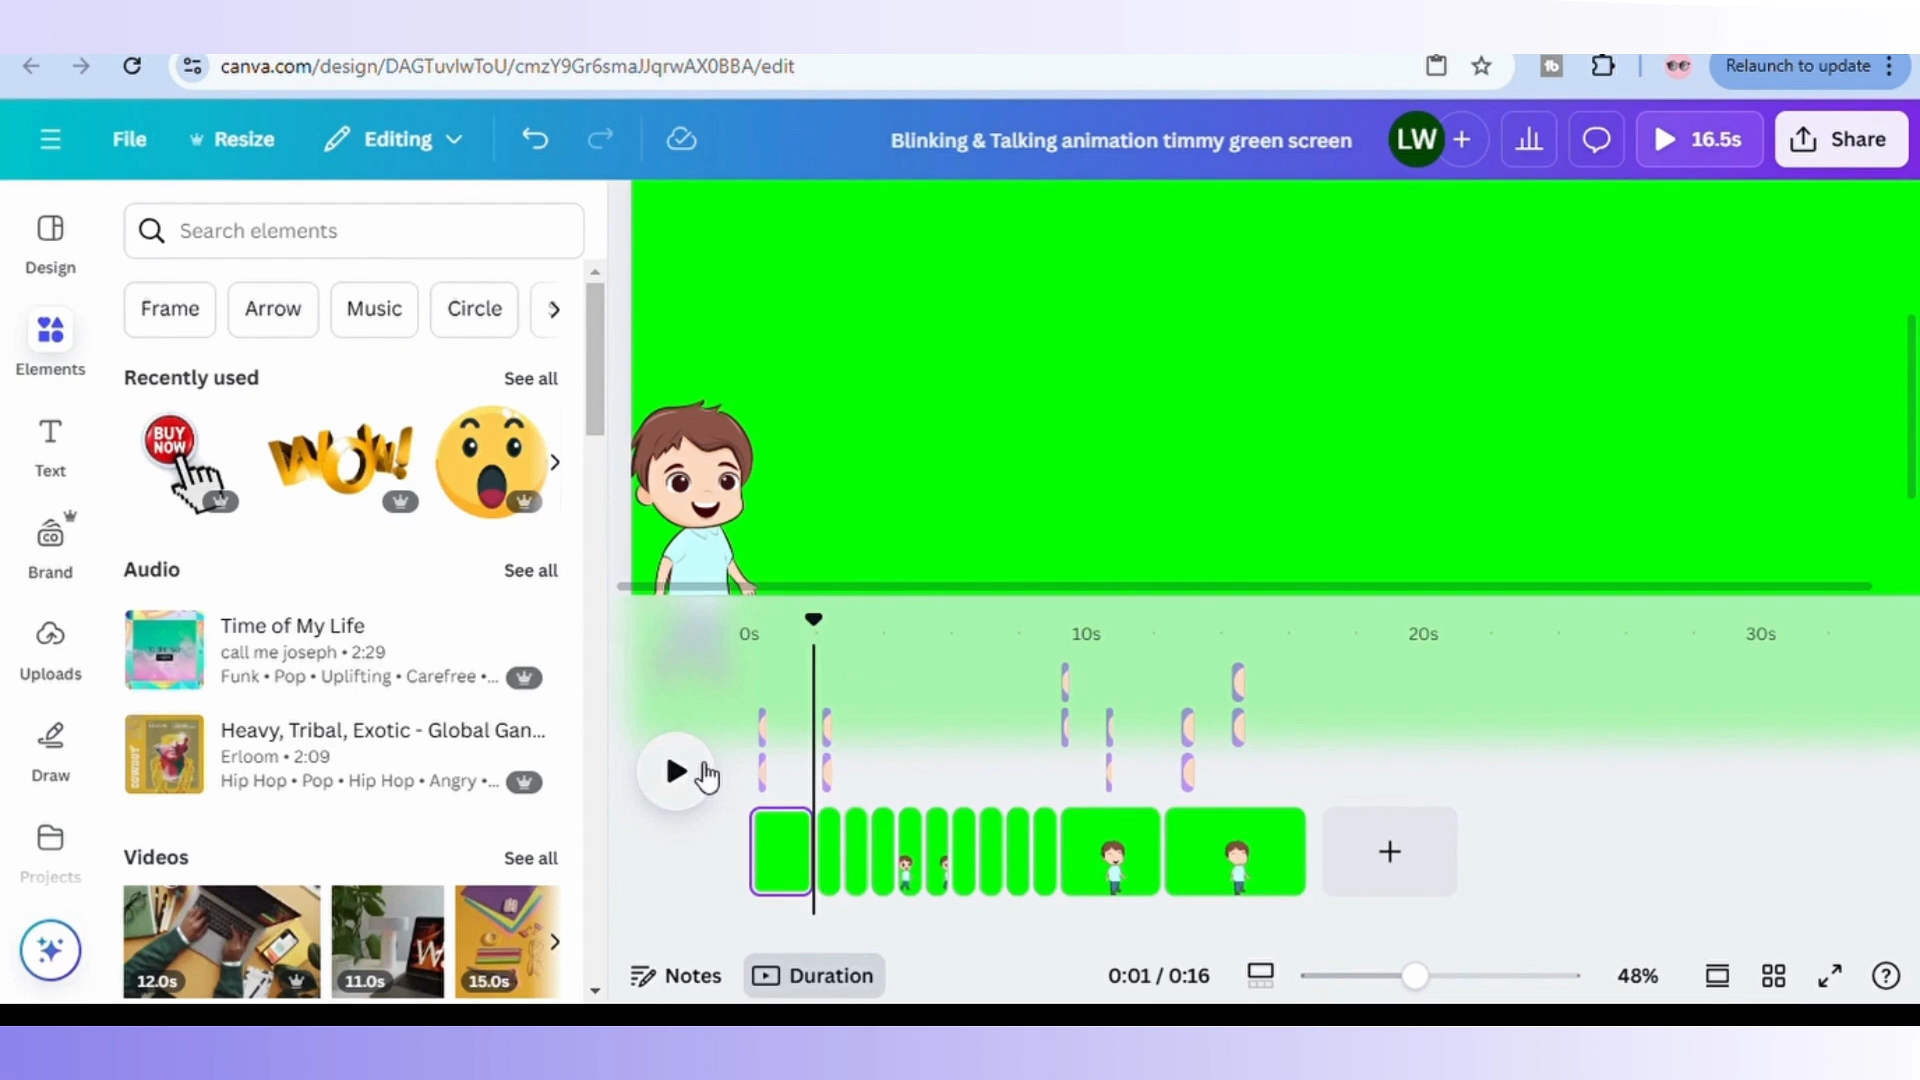 canva.com/design/DAGTuvlwToU/cmzY9Gr6smaJJqrwAX0BBA/edit
Relaunch to update
File
Resize
Editing
Blinking & Talking animation timmy green screen
LW
16.5s
Share
Design
Elements
Text
Brand
Uploads
Draw
Projects
Search elements
Frame
Arrow
Music
Circle
Recently used
See all
BUY
NOW
WOW!
Audio
See all
Time of My Life
call me joseph • 2:29
Funk • Pop • Uplifting • Carefree •...
Heavy, Tribal, Exotic - Global Gan...
Erloom • 2:09
Hip Hop • Pop • Hip Hop • Angry •...
Videos
See all
12.0s
11.0s
15.0s
0s
10s
20s
30s
Notes
Duration
0:01 / 0:16
48%